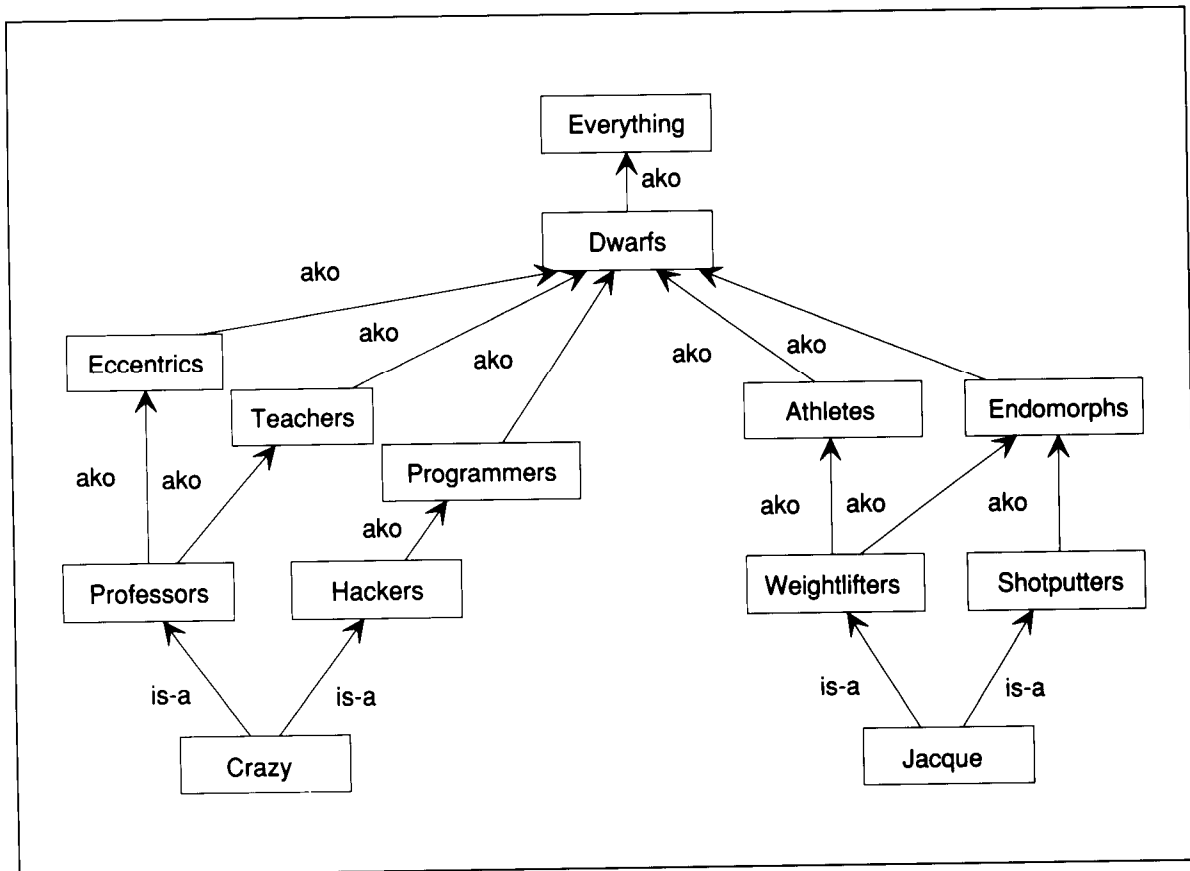 Everything
ako
Dwarfs
ako
ako
ako
ako
ako
Eccentrics
Teachers
Programmers
Athletes
Endomorphs
ako
ako
ako
ako
ako
ako
Professors
Hackers
Weightlifters
Shotputters
is-a
is-a
is-a
is-a
Crazy
Jacque